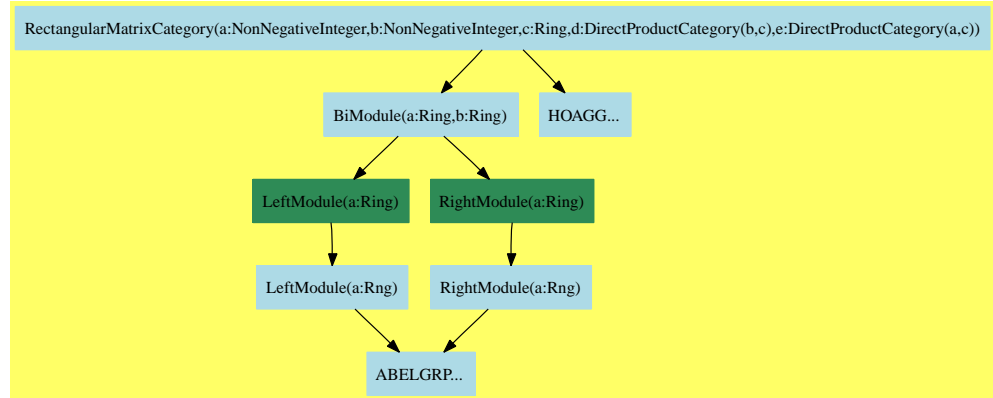 RectangularMatrixCategory(a:NonNegativeInteger,b:NonNegativeInteger,c:Ring,d:DirectProductCategory(b,c),e:DirectProductCategory(a,c))
BiModule(a:Ring,b:Ring)
HOAGG...
LeftModule(a:Ring)
RightModule(a:Ring)
LeftModule(a:Rng)
RightModule(a:Rng)
ABELGRP...